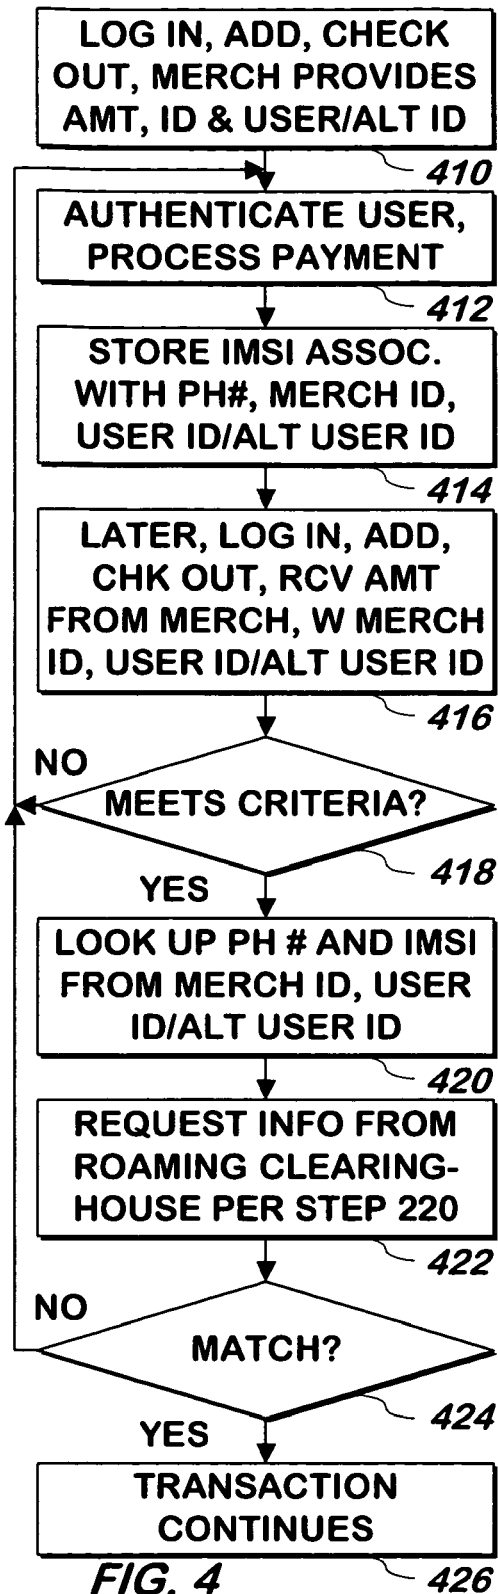 LOG IN, ADD, CHECK
OUT, MERCH PROVIDES
AMT, ID & USER/ALT ID
410
AUTHENTICATE USER,
PROCESS PAYMENT
412
STORE IMSI ASSOC.
WITH PH#, MERCH ID,
USER ID/ALT USER ID
414
LATER, LOG IN, ADD,
CHK OUT, RCV AMT
FROM MERCH, W MERCH
ID, USER ID/ALT USER ID
416
NO
MEETS CRITERIA?
418
YES
LOOK UP PH # AND IMSI
FROM MERCH ID, USER
ID/ALT USER ID
420
REQUEST INFO FROM
ROAMING CLEARING-
HOUSE PER STEP 220
422
NO
MATCH?
424
YES
TRANSACTION
CONTINUES
426
FIG. 4